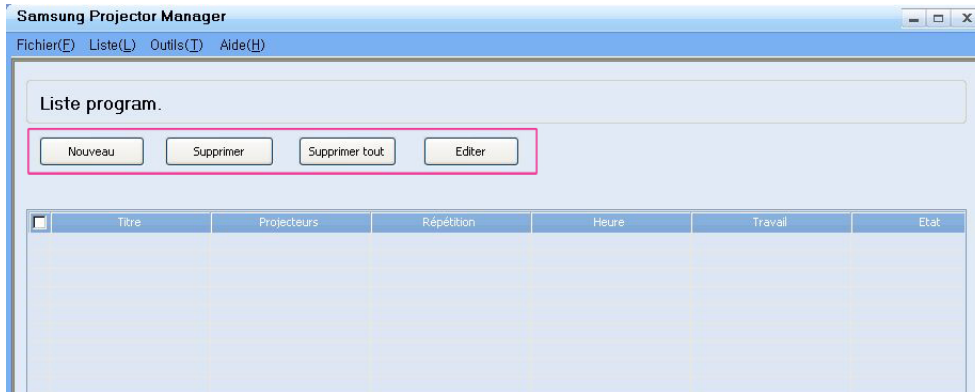 Samsung Projector Manager
Fichier(F) Liste(L) Outils(T) Aide(H)
Liste program.
Nouveau Supprimer Supprimer tout Editer
Titre Projecteurs Répétition Heure Travail Etat